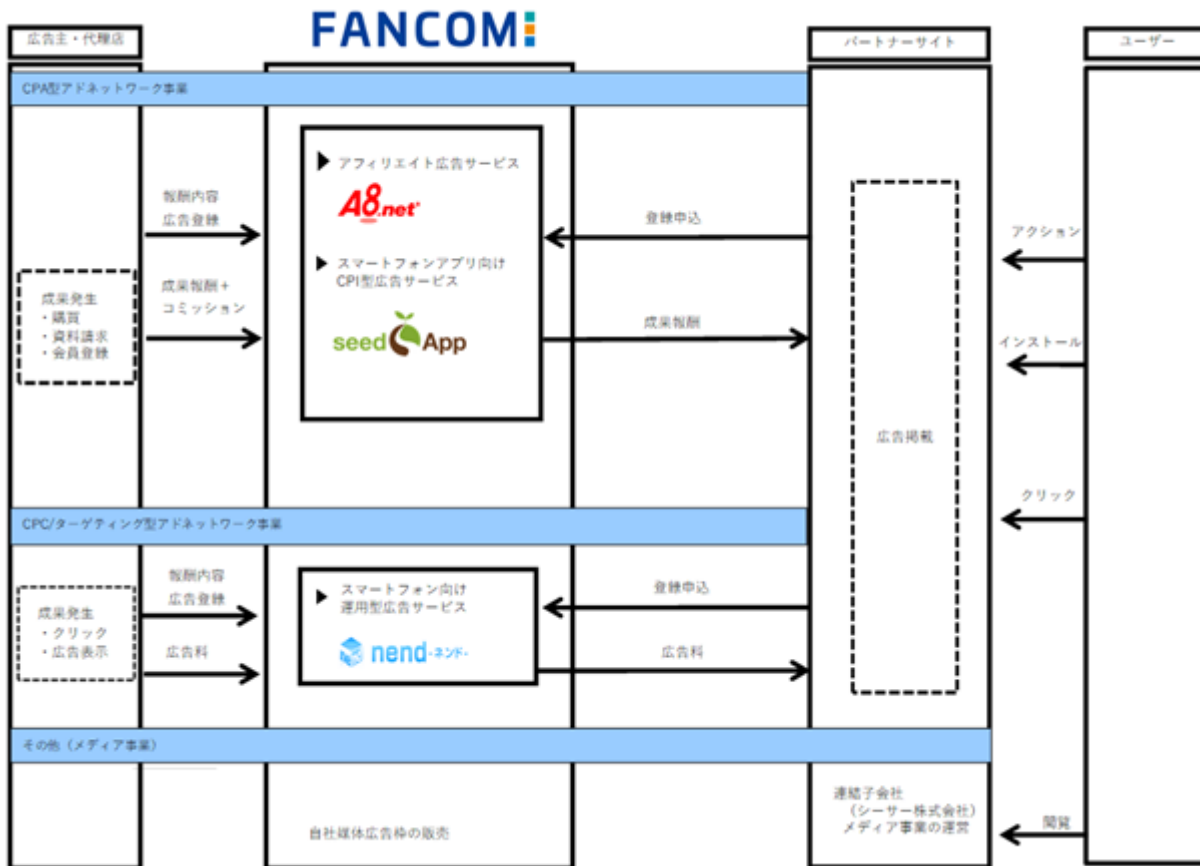 FANCOM
広告主・代理店
パートナーサイト
ユーザー
CPA型アドネットワーク事業
アフィリエイト広告サービス
A8.net
報酬内容
広告登録
登録申込
アクション
スマートフォンアプリ向け
CPI型広告サービス
成果報酬+
コミッション
成果発生
・購買
・資料請求
・会員登録
seed App
成果報酬
インストール
広告掲載
クリック
CPC/ターゲティング型アドネットワーク事業
報酬内容
広告登録
スマートフォン向け
運用型広告サービス
登録申込
成果発生
・クリック
・広告表示
広告料
nend -ネンド-
広告料
その他(メディア事業)
自社媒体広告枠の販売
連結子会社
(シーサー株式会社)
メディア事業の運営
閲覧